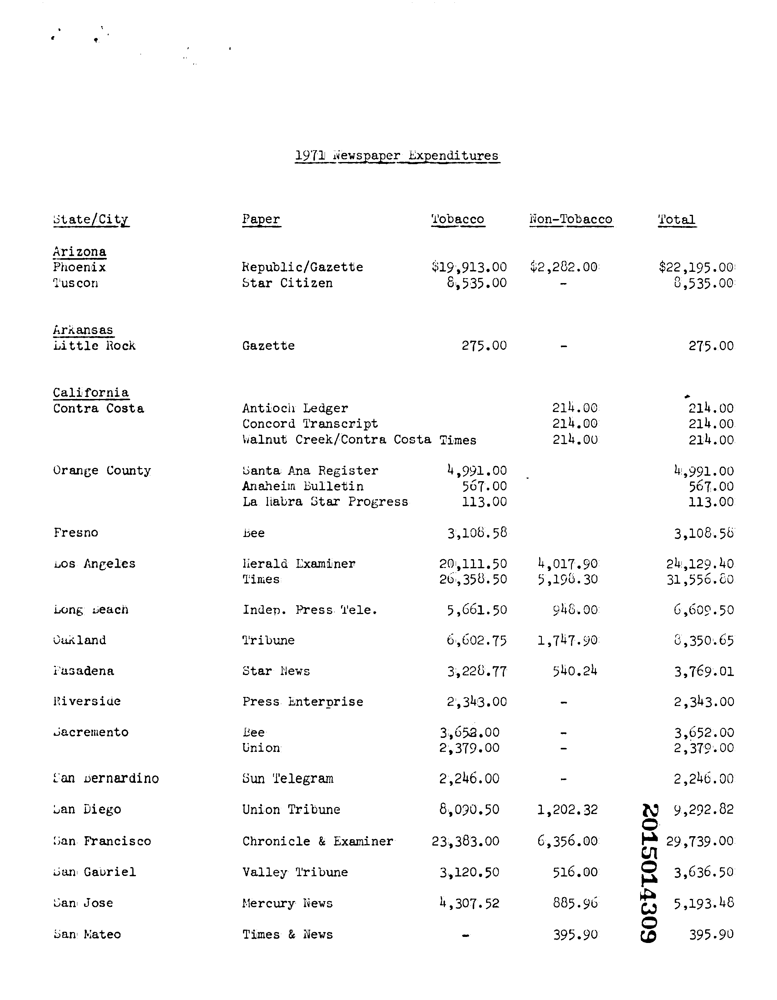 1971 Newspaper Expenditures
State/City Paper Tobacco Non-Tobacco Total
Arizona
Phoenix Republic/Gazette $19,913.00 $2,282.00 $22,195.00
Tuscon Star Citizen 8,535.00 - 8,535.00
Arkansas
Little Rock Gazette 275.00 - 275.00
California
Contra Costa Antioch Ledger 214.00 214.00
Concord Transcript 214.00 214.00
Walnut Creek/Contra Costa Times 214.00 214.00
Orange County Santa Ana Register 4,991.00 4,991.00
Anaheim Bulletin 567.00 567.00
La Habra Star Progress 113.00 113.00
Fresno Bee 3,108.58 3,108.58
Los Angeles Herald Examiner 20,111.50 4,017.90 24,129.40
Times 26,358.50 5,198.30 31,556.80
Long Beach Inden. Press Tele. 5,661.50 948.00 6,609.50
Oakland Tribune 6,602.75 1,747.90 8,350.65
Pasadena Star News 3,228.77 540.24 3,769.01
Riverside Press Enterprise 2,343.00 - 2,343.00
Sacremento Bee 3,652.00 - 3,652.00
Union 2,379.00 - 2,379.00
San Bernardino Sun Telegram 2,246.00 - 2,246.00
San Diego Union Tribune 8,090.50 1,202.32 9,292.82
San Francisco Chronicle & Examiner 23,383.00 6,356.00 29,739.00
San Gabriel Valley Tribune 3,120.50 516.00 3,636.50
San Jose Mercury News 4,307.52 885.96 5,193.48
San Mateo Times & News - 395.90 395.90
2015014309